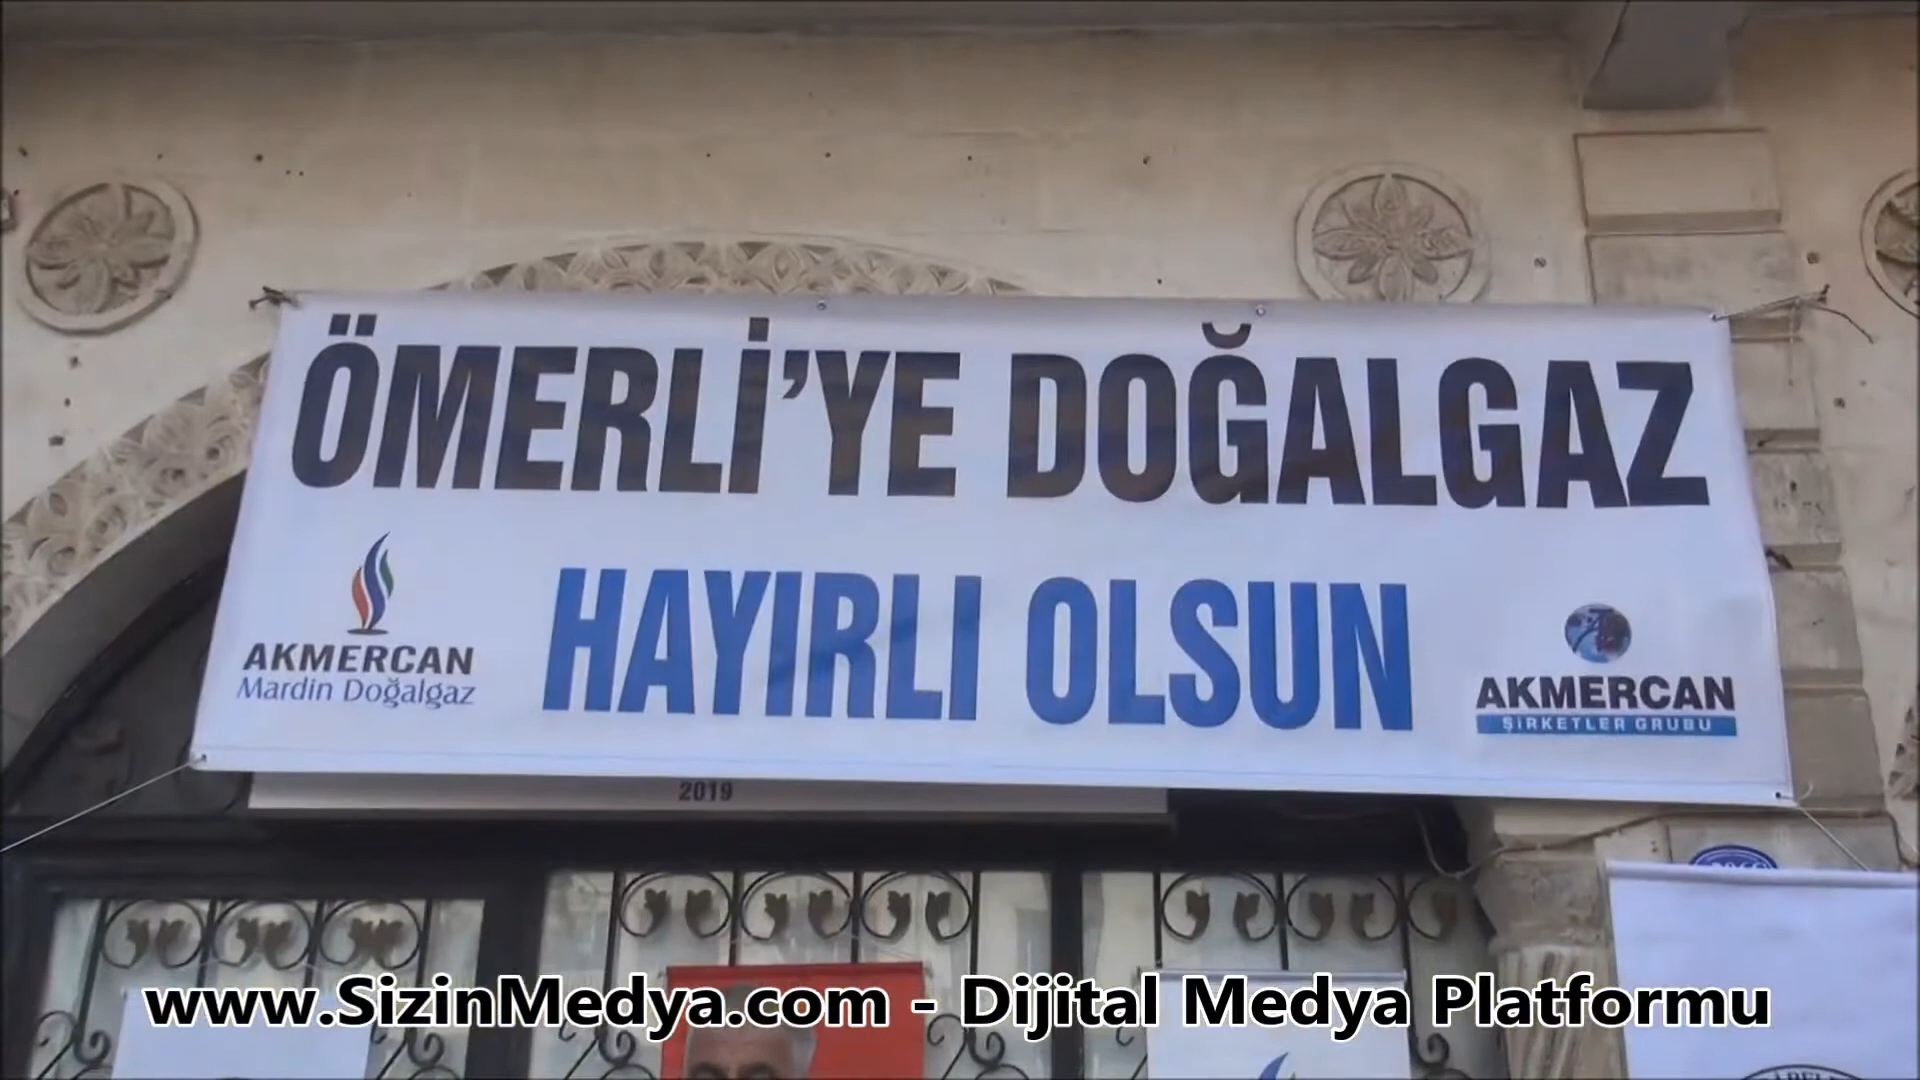 ÖMERLİ'YE DOĞALGAZ
HAYIRLI OLSUN
AKMERCAN
Mardin Doğalgaz
AKMERCAN
ŞİRKETLER GRUBU
2019
www.SizinMedya.com - Dijital Medya Platformu